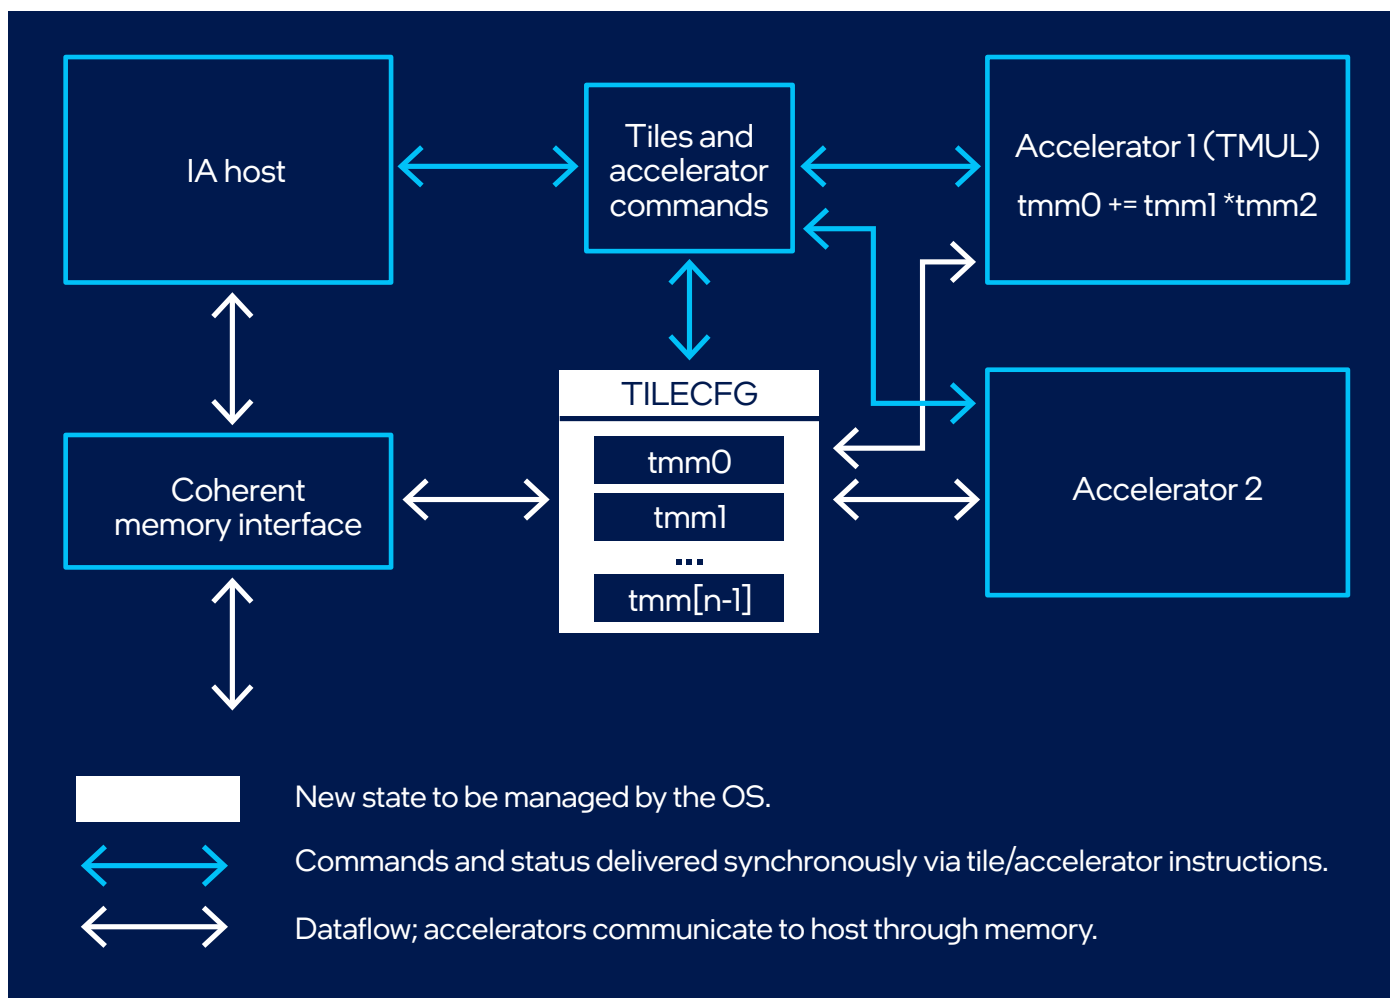 IA host
Tiles and
accelerator
commands
Accelerator 1 (TMUL)
tmm0 += tmm1 *tmm2
TILECFG
tmm0
tmm1
...
tmm[n-1]
Coherent
memory interface
Accelerator 2
New state to be managed by the OS.
Commands and status delivered synchronously via tile/accelerator instructions.
Dataflow; accelerators communicate to host through memory.